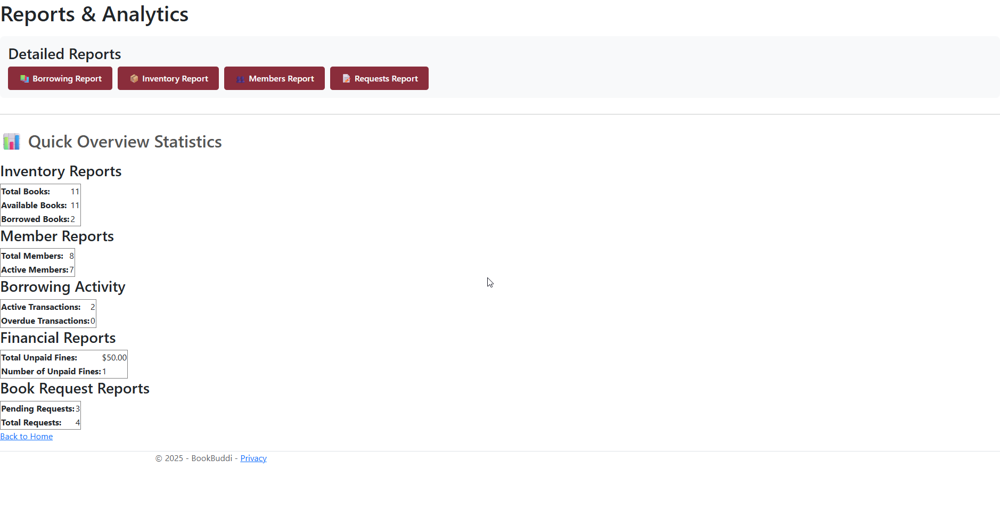 Reports & Analytics
Detailed Reports
Borrowing Report Inventory Report Members Report Requests Report
Quick Overview Statistics
Inventory Reports
Total Books: 11
Available Books: 11
Borrowed Books: 2
Member Reports
Total Members: 8
Active Members: 7
Borrowing Activity
Active Transactions: 2
Overdue Transactions: 0
Financial Reports
Total Unpaid Fines: $50.00
Number of Unpaid Fines: 1
Book Request Reports
Pending Requests: 3
Total Requests: 4
Back to Home
© 2025 - BookBuddi - Privacy